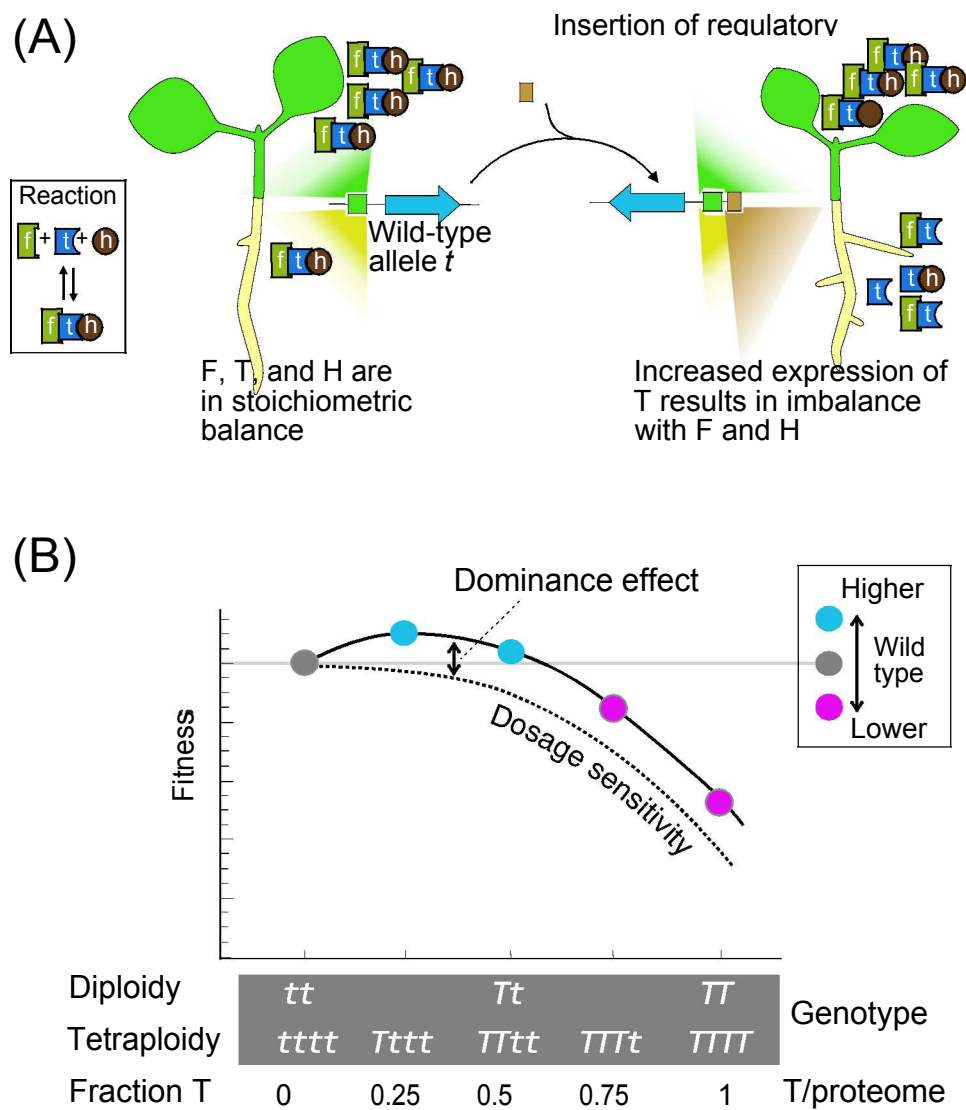 (A)
Insertion of regulatory
f t h
f t h
f t h
f t h
f t h
f t h
f t h
f t h
f t h
f t
Reaction
f + t + h
f t h
Wild-type
allele t
f t h
f t
t h
t
f t
F, T, and H are
in stoichiometric
balance
Increased expression of
T results in imbalance
with F and H
(B)
Dominance effect
Higher
Wild
type
Lower
Fitness
Dosage sensitivity
Diploidy tt Tt TT
Genotype
Tetraploidy tttt Tttt TTtt TTTt TTTT
Fraction T 0 0.25 0.5 0.75 1 T/proteome